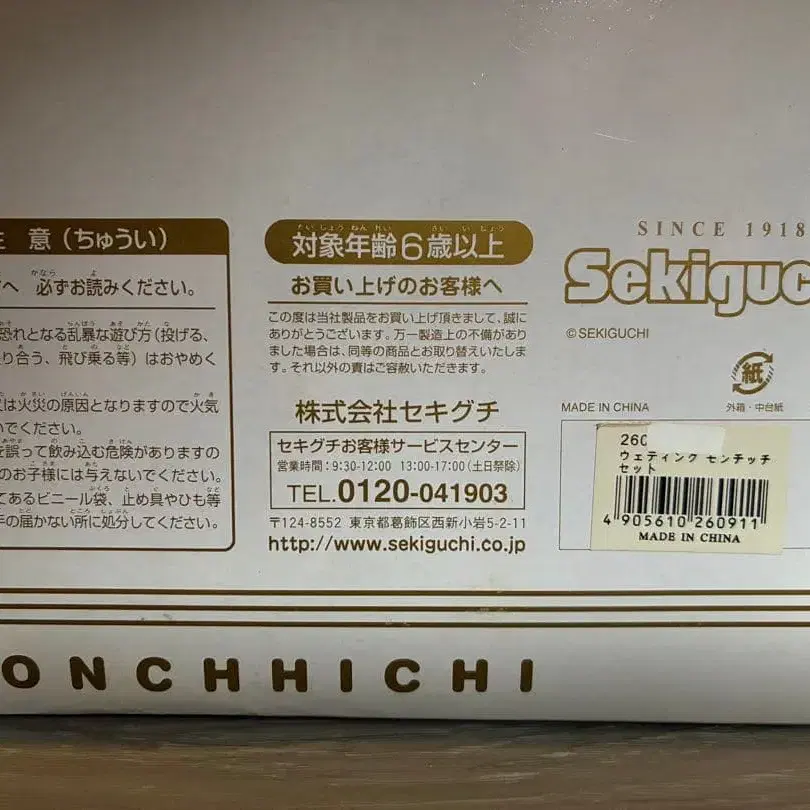 意（ちゅうい）
へ 必ずお読みください。
恐れとなる乱暴な遊び方（投げる、
り合う、飛び乗る等）はおやめく
は火災の原因となりますので火気
いでください。
を誤って飲み込む危険がありますの
のお子様には与えないでください。
てあるビニール袋、止め具やひも等
手の届かない所に処分してください。
対象年齢6歳以上
お買い上げのお客様へ
この度は当社製品をお買い上げ頂きまして、誠に
ありがとうございます。万一製造上の不備があり
ました場合は、同等の商品とお取り替えいたしま
す。それ以外の責はご容赦いただきます。
株式会社セキグチ
セキグチお客様サービスセンター
営業時間：9:30-12:00 13:00-17:00（土日祭除）
TEL.0120-041903
〒124-8552 東京都葛飾区西新小岩5-2-11
http://www.sekiguchi.co.jp
SINCE 1918
Sekiguc
©SEKIGUCHI
紙
MADE IN CHINA
外箱・中台紙
260
ウェディング モンチッチ
セット
4 905610 260911
MADE IN CHINA
ONCHHICHI